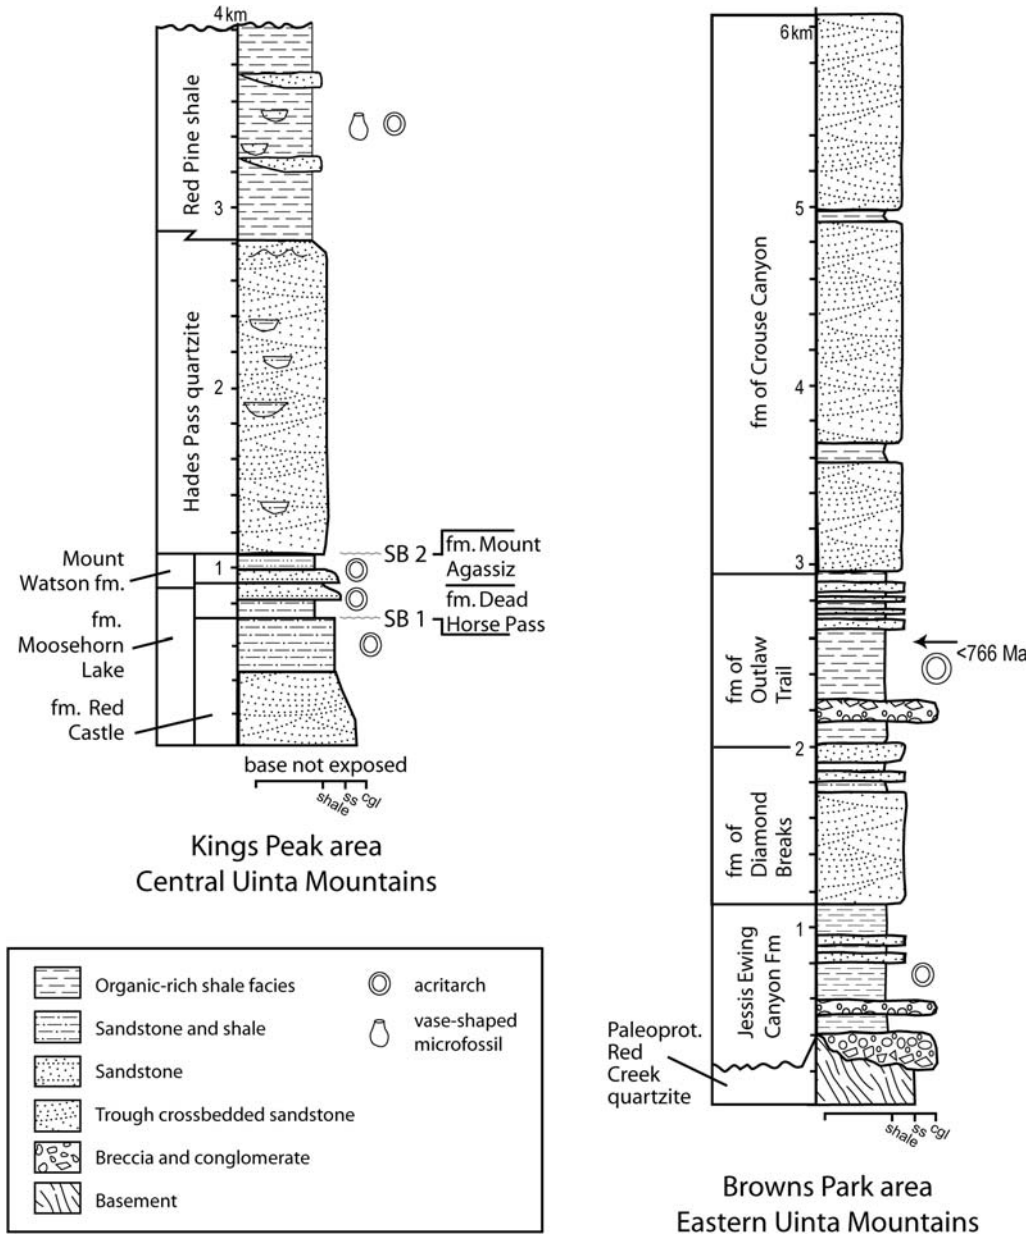 4 km
Red Pine shale
3
Hades Pass quartzite
2
Mount
Watson fm.
1
SB 2
fm. Mount
Agassiz
fm. Dead
Horse Pass
SB 1
fm.
Moosehorn
Lake
fm. Red
Castle
base not exposed
shale
ss
cgl
Kings Peak area
Central Uinta Mountains
Organic-rich shale facies
Sandstone and shale
Sandstone
Trough crossbedded sandstone
Breccia and conglomerate
Basement
acritarch
vase-shaped
microfossil
6 km
fm of Crouse Canyon
5
4
3
fm of
Outlaw
Trail
<766 Ma
2
fm of
Diamond
Breaks
1
Jessis Ewing
Canyon Fm
Paleoprot.
Red
Creek
quartzite
shale
ss
cgl
Browns Park area
Eastern Uinta Mountains